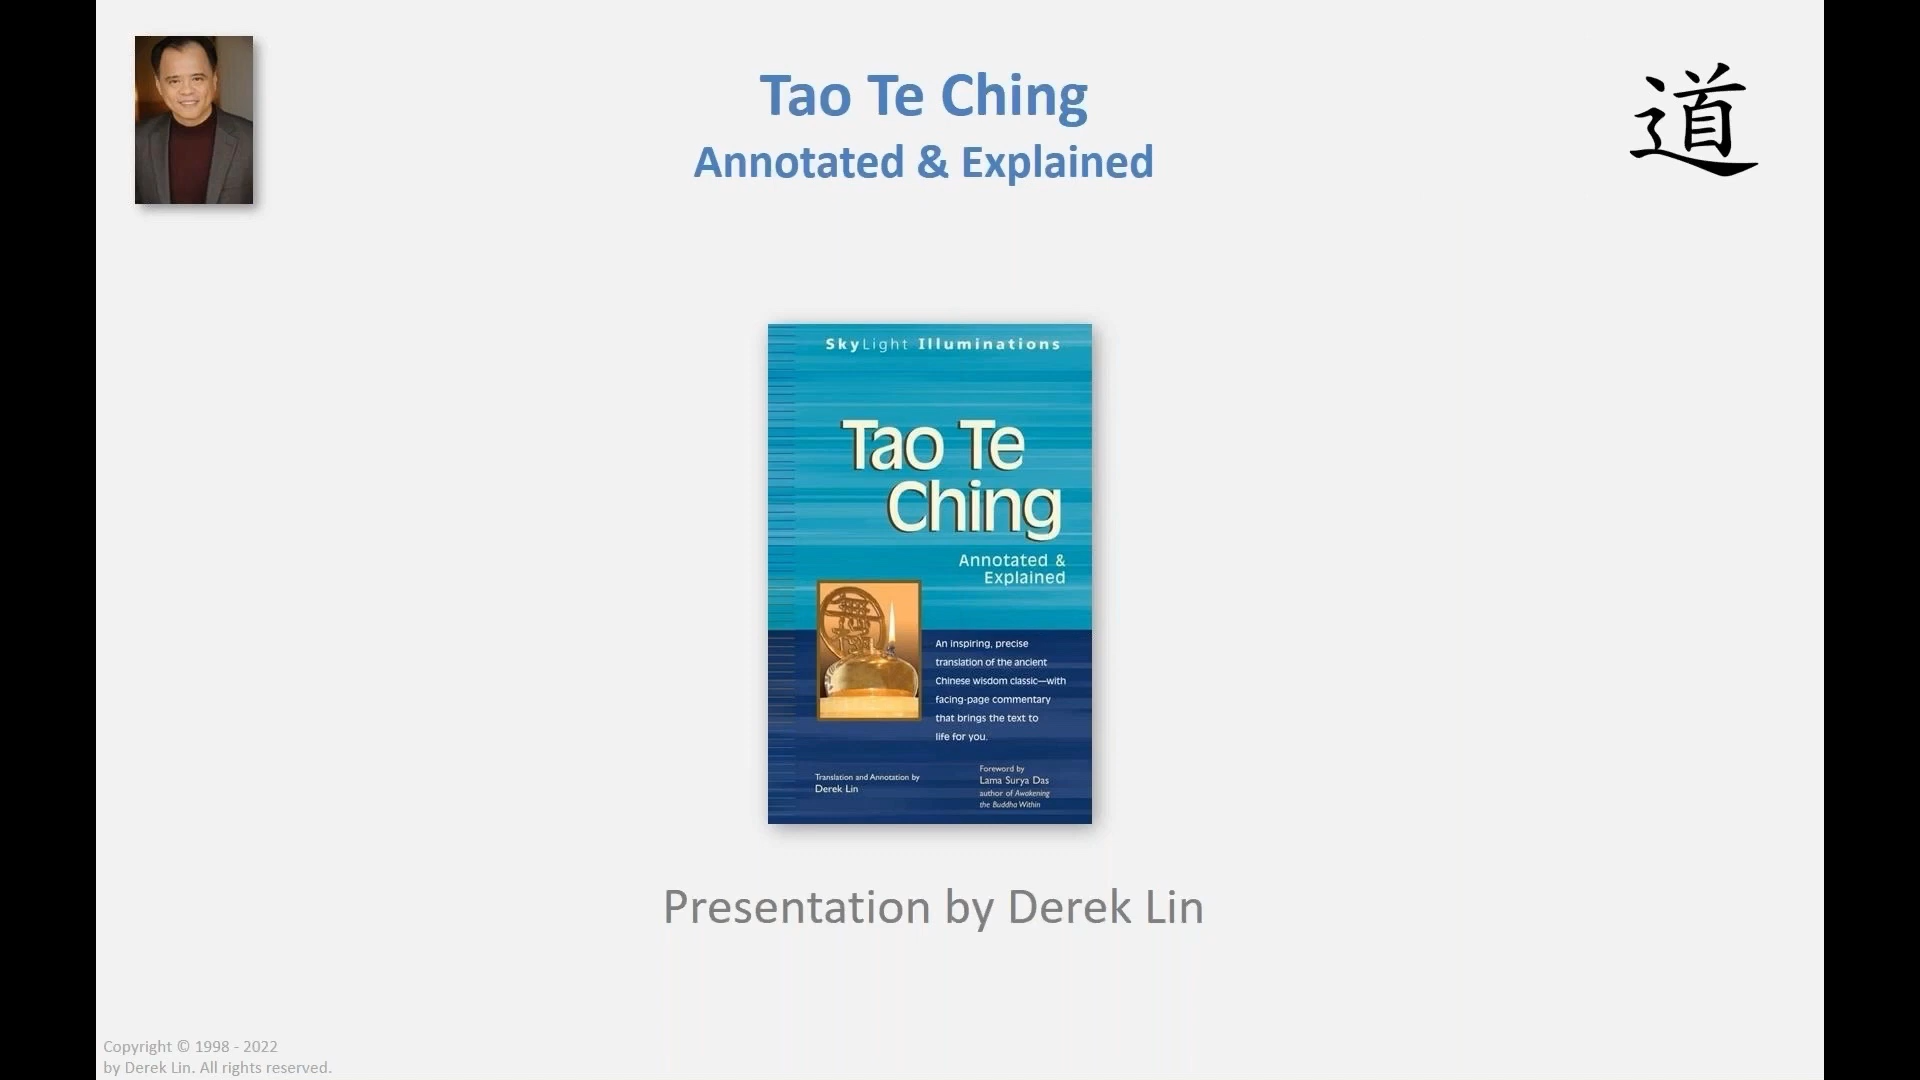 Tao Te Ching
Annotated & Explained
道
SkyLight Illuminations
Tao Te
Ching
Annotated &
Explained
無
An inspiring, precise
translation of the ancient
Chinese wisdom classic—with
facing-page commentary
that brings the text to
life for you.
Translation and Annotation by
Derek Lin
Foreword by
Lama Surya Das
author of Awakening
the Buddha Within
Presentation by Derek Lin
Copyright © 1998 - 2022
by Derek Lin. All rights reserved.